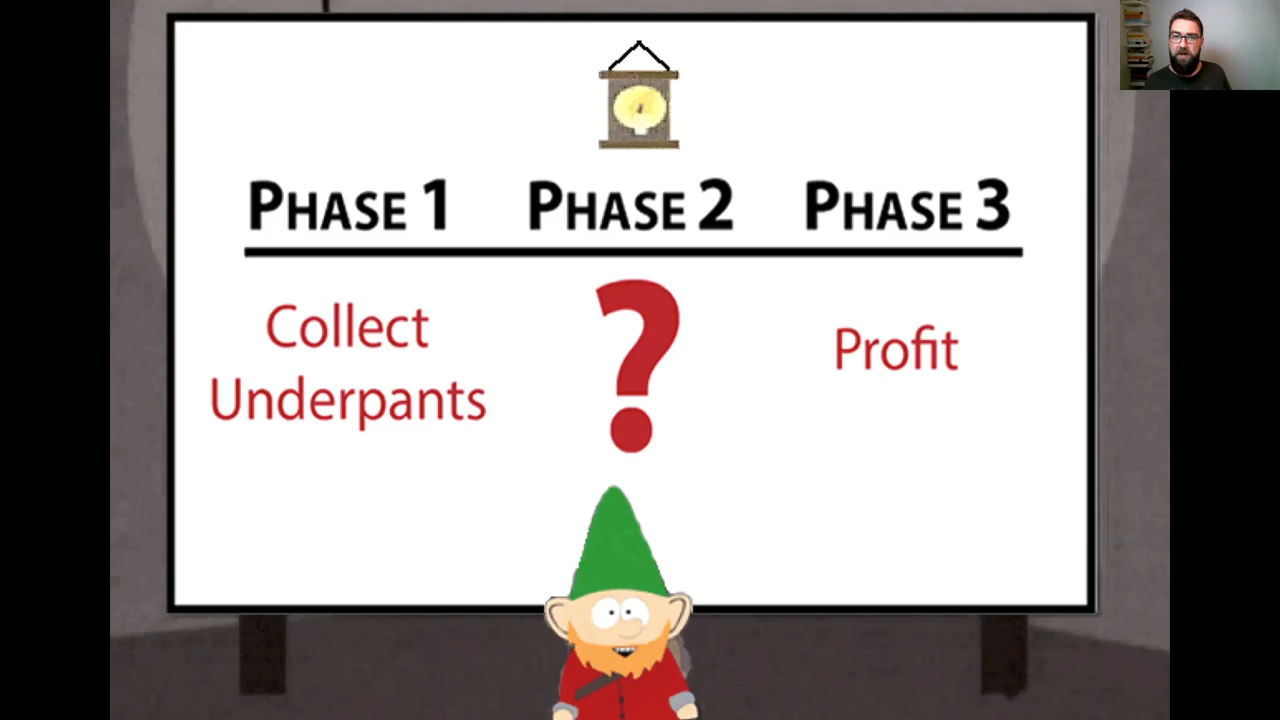 PHASE 1 PHASE 2 PHASE 3
Collect
Underpants
?
Profit